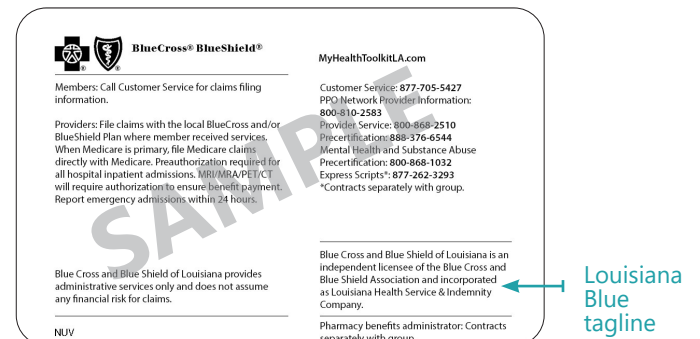 BlueCross® BlueShield®
Members: Call Customer Service for claims filing
information.
Providers: File claims with the local BlueCross and/or
BlueShield Plan where member received services.
When Medicare is primary, file Medicare claims
directly with Medicare. Preauthorization required for
all hospital inpatient admissions. MRI/MRA/PET/CT
will require authorization to ensure benefit payment.
Report emergency admissions within 24 hours.
Blue Cross and Blue Shield of Louisiana provides
administrative services only and does not assume
any financial risk for claims.
NUV
MyHealthToolkitLA.com
Customer Service: 877-705-5427
PPO Network Provider Information:
800-810-2583
Provider Service: 800-868-2510
Precertification: 888-376-6544
Mental Health and Substance Abuse
Precertification: 800-868-1032
Express Scripts*: 877-262-3293
*Contracts separately with group.
Blue Cross and Blue Shield of Louisiana is an
independent licensee of the Blue Cross and
Blue Shield Association and incorporated
as Louisiana Health Service & Indemnity
Company.
Pharmacy benefits administrator: Contracts
separately with group
SAMPLE
Louisiana
Blue
tagline